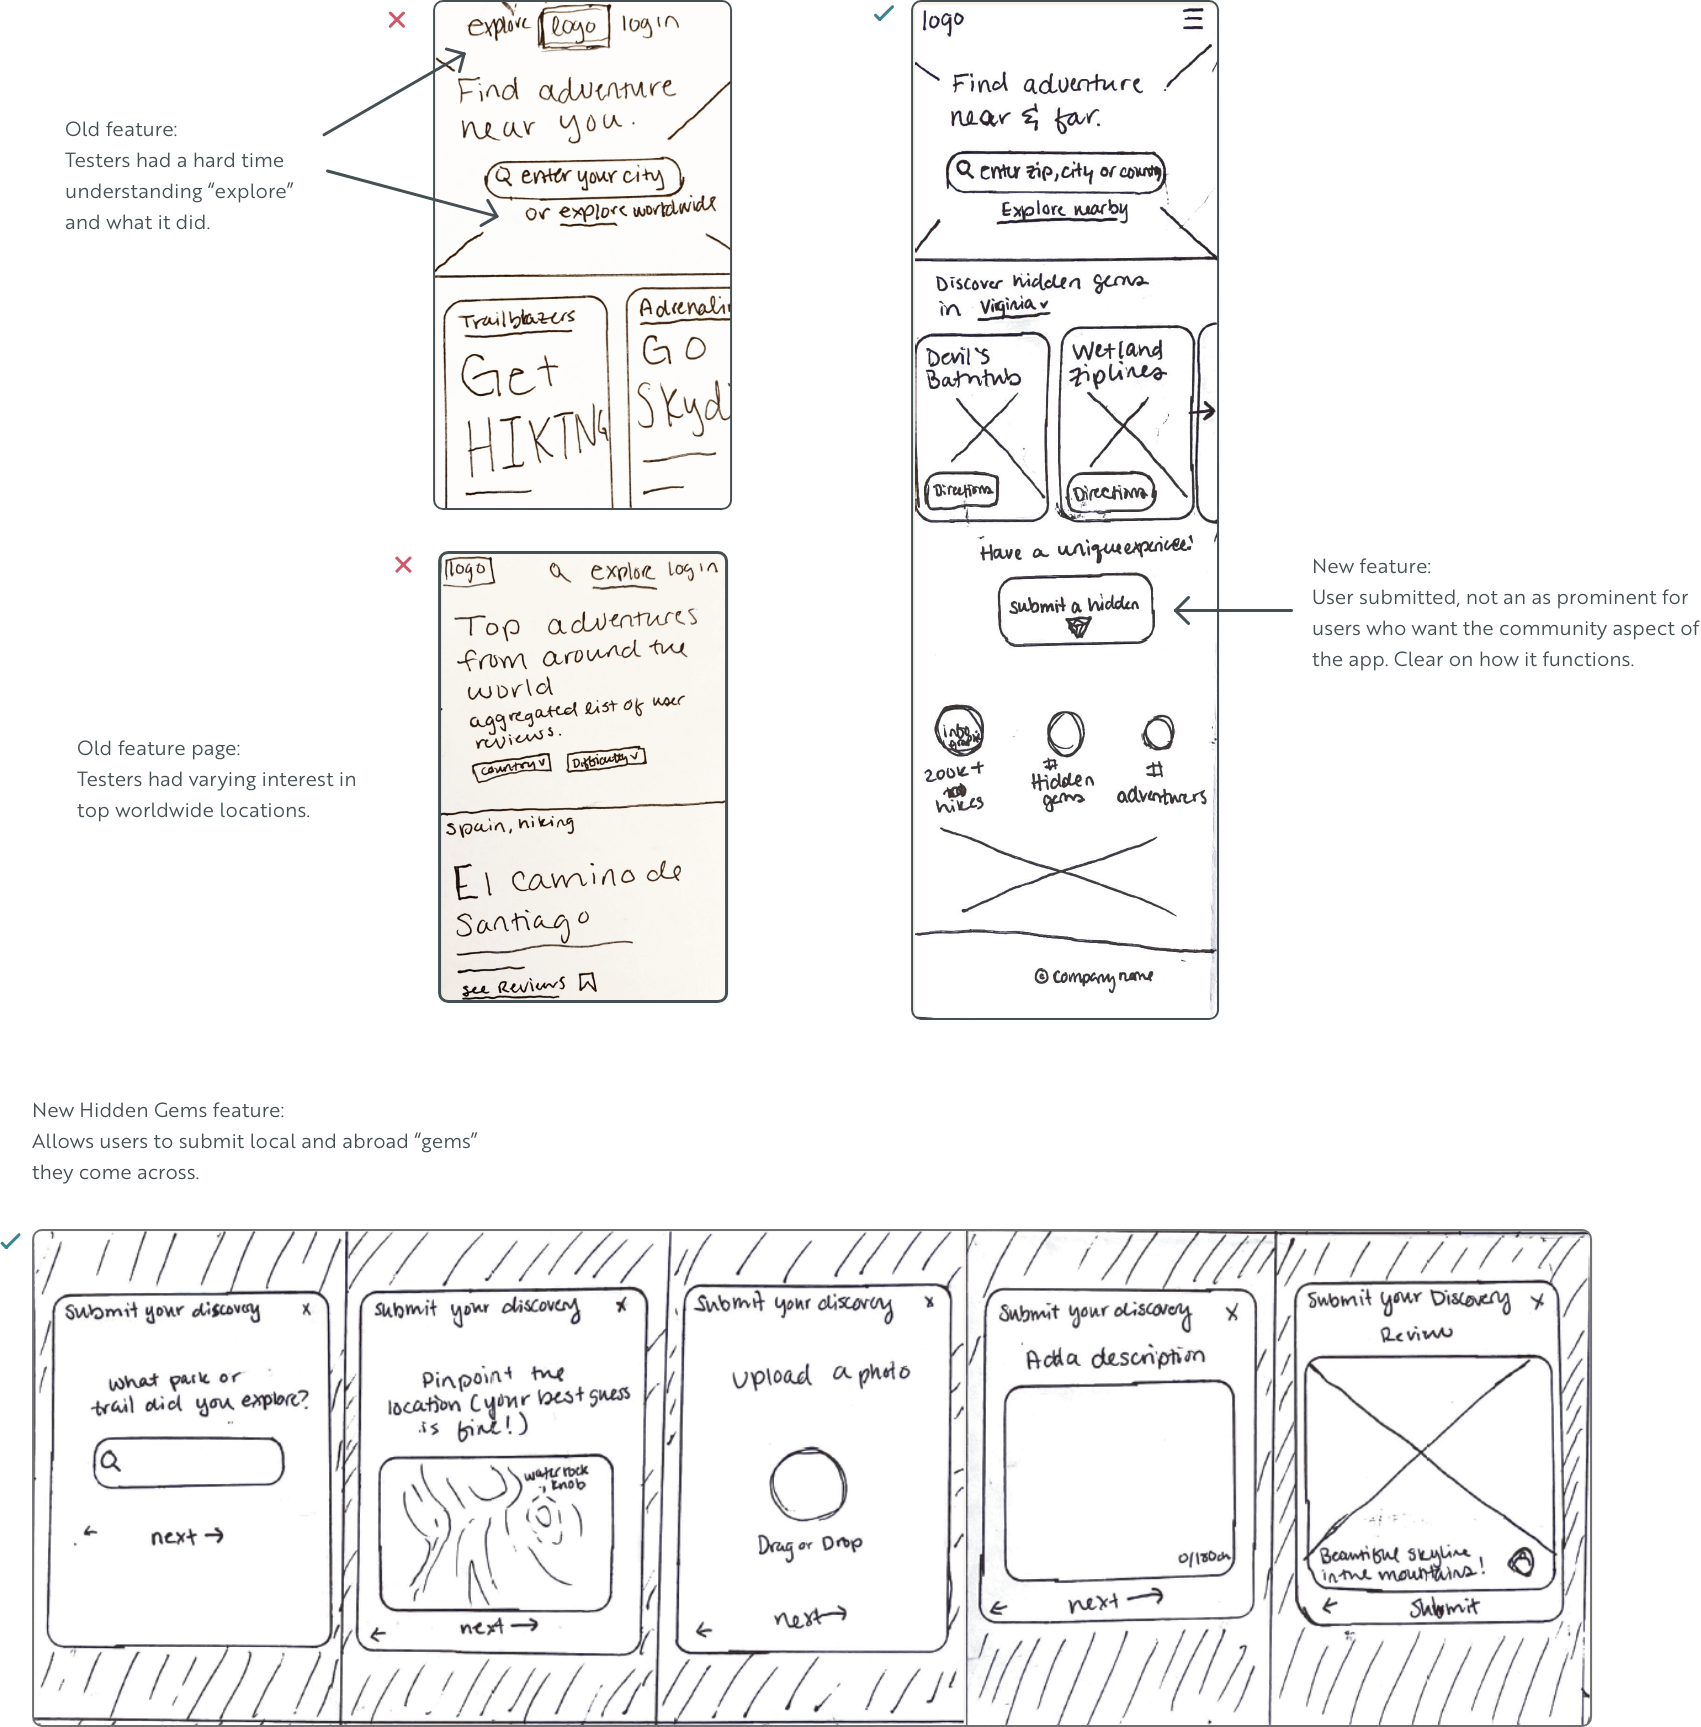 explore logo login
Find adventure
near you.
enter your city
or explore worldwide
Trailblazers
Get
HIKING
Adrenalin
GO
Skydi
Old feature:
Testers had a hard time
understanding “explore”
and what it did.
logo explore login
Top adventures
from around the
world
aggregated list of user
reviews.
country Difficulty
spain, hiking
El camino de
Santiago
see Reviews
Old feature page:
Testers had varying interest in
top worldwide locations.
logo
Find adventure
near & far.
enter zip, city or country
Explore nearby
Discover hidden gems
in Virginia
Devil's
Bathtub
Directions
Wetland
Ziplines
Directions
Have a unique experience?
submit a hidden
200k+
hikes
#
Hidden
gems
#
adventurers
© company name
New feature:
User submitted, not an as prominent for
users who want the community aspect of
the app. Clear on how it functions.
New Hidden Gems feature:
Allows users to submit local and abroad “gems”
they come across.
Submit your discovery x
what park or
trail did you explore?
← next →
Submit your discovery x
Pinpoint the
location (your best guess
is fine!)
water rock
knob
← next →
Submit your discovery x
upload a photo
Drag or Drop
← next →
Submit your discovery x
Add a description
0/180ch
← next →
Submit your Discovery x
Review
Beautiful skyline
in the mountains!
← Submit